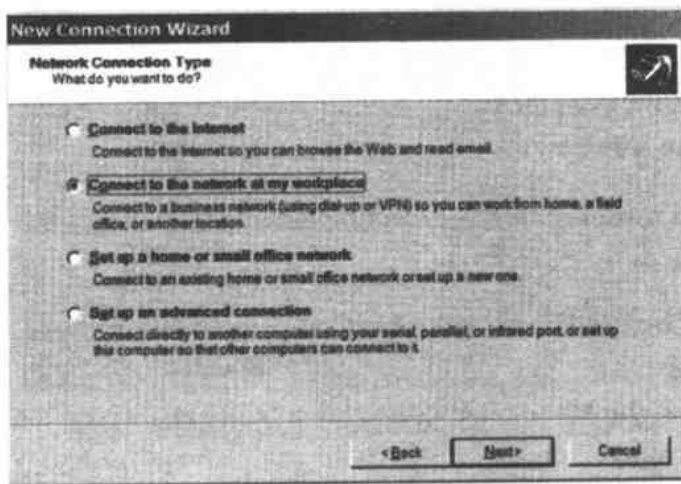 New Connection Wizard
Network Connection Type
What do you want to do?
Connect to the Internet
Connect to the Internet so you can browse the Web and read email.
Connect to the network at my workplace
Connect to a business network (using dial-up or VPN) so you can work from home, a field
office, or another location.
Set up a home or small office network
Connect to an existing home or small office network or set up a new one.
Set up an advanced connection
Connect directly to another computer using your serial, parallel, or infrared port, or set up
this computer so that other computers can connect to it.
< Back
Next >
Cancel